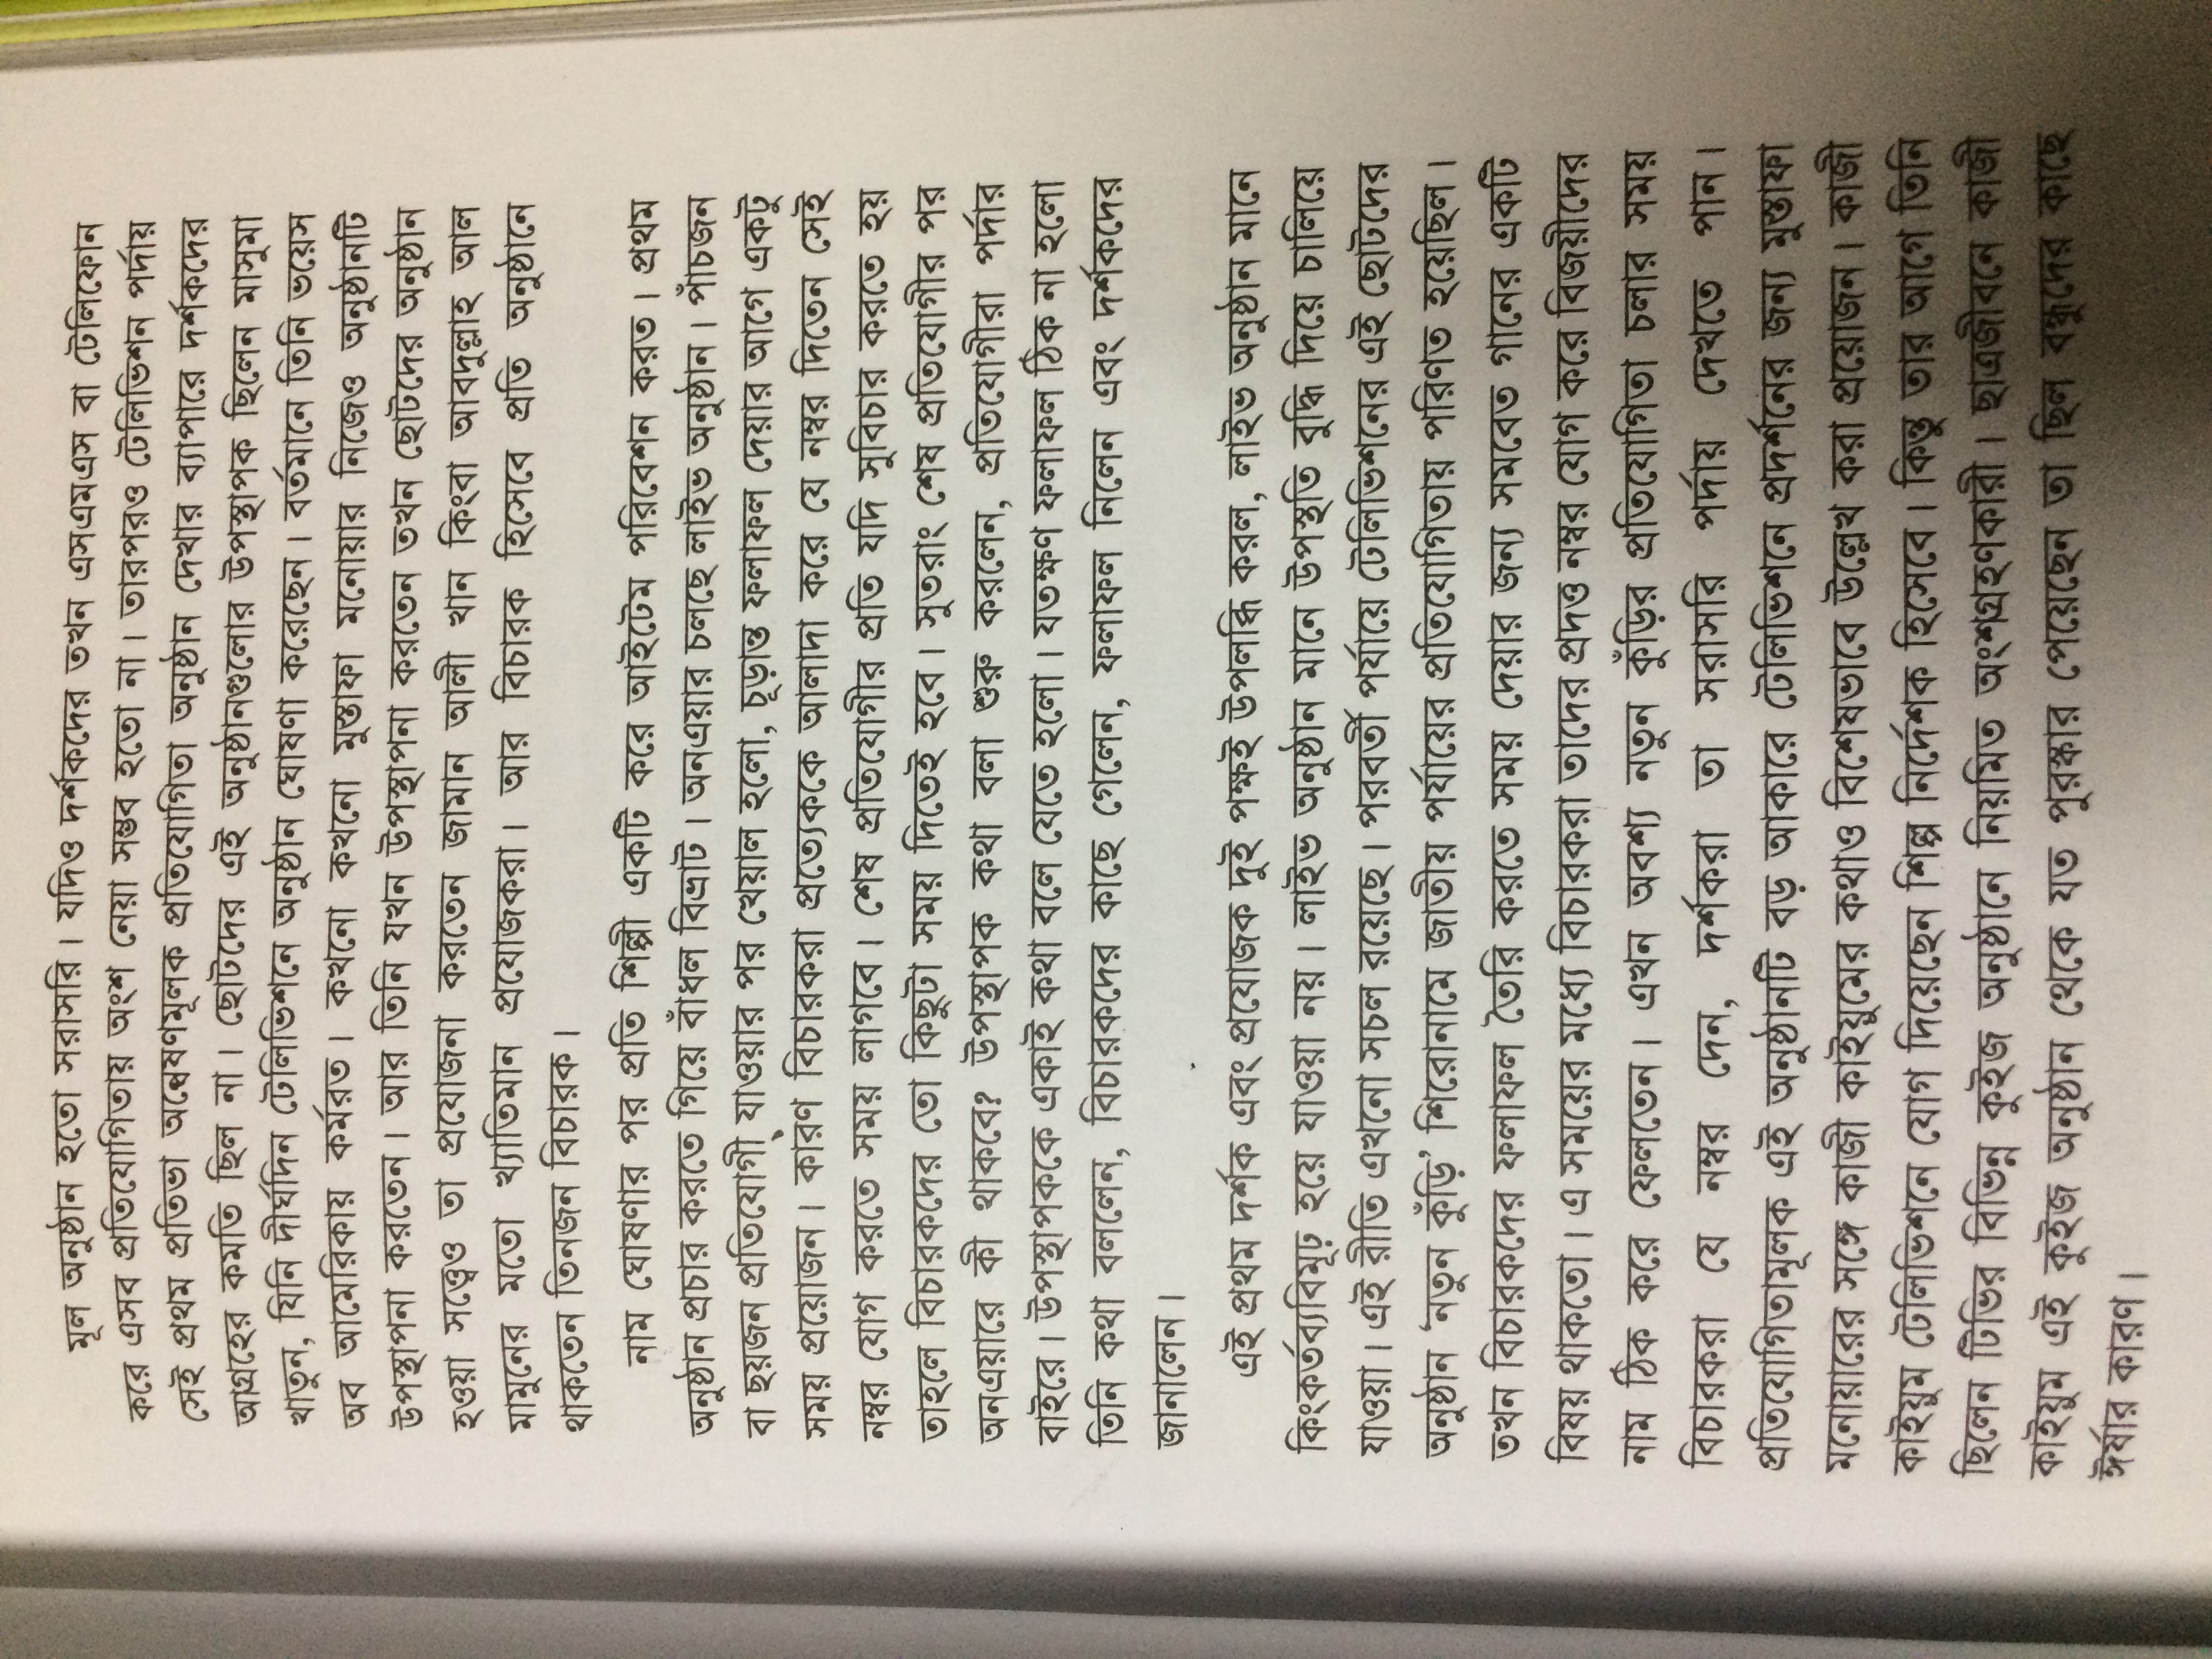 মূল অনুষ্ঠান হতো সরাসরি। যদিও দর্শকদের তখন এসএমএস বা টেলিফোন
করে এসব প্রতিযোগিতায় অংশ নেয়া সম্ভব হতো না। তারপরও টেলিভিশন পর্দায়
সেই প্রথম প্রতিভা অন্বেষণমূলক প্রতিযোগিতা অনুষ্ঠান দেখার ব্যাপারে দর্শকদের
আগ্রহের কমতি ছিল না। ছোটদের এই অনুষ্ঠানগুলোর উপস্থাপক ছিলেন মাসুমা
খাতুন, যিনি দীর্ঘদিন টেলিভিশনে অনুষ্ঠান ঘোষণা করেছেন। বর্তমানে তিনি ভয়েস
অব আমেরিকায় কর্মরত। কখনো কখনো মুস্তাফা মনোয়ার নিজেও অনুষ্ঠানটি
উপস্থাপনা করতেন। আর তিনি যখন উপস্থাপনা করতেন তখন ছোটদের অনুষ্ঠান
হওয়া সত্ত্বেও তা প্রযোজনা করতেন জামান আলী খান কিংবা আবদুল্লাহ আল
মামুনের মতো খ্যাতিমান প্রযোজকরা। আর বিচারক হিসেবে প্রতি অনুষ্ঠানে
থাকতেন তিনজন বিচারক।
নাম ঘোষণার পর প্রতি শিল্পী একটি করে আইটেম পরিবেশন করত। প্রথম
অনুষ্ঠান প্রচার করতে গিয়ে বাঁধল বিভ্রাট। অনএয়ার চলছে লাইভ অনুষ্ঠান। পাঁচজন
বা ছয়জন প্রতিযোগী যাওয়ার পর খেয়াল হলো, চূড়ান্ত ফলাফল দেয়ার আগে একটু
সময় প্রয়োজন। কারণ বিচারকরা প্রত্যেককে আলাদা করে যে নম্বর দিতেন সেই
নম্বর যোগ করতে সময় লাগবে। শেষ প্রতিযোগীর প্রতি যদি সুবিচার করতে হয়
তাহলে বিচারকদের তো কিছুটা সময় দিতেই হবে। সুতরাং শেষ প্রতিযোগীর পর
অনএয়ারে কী থাকবে? উপস্থাপক কথা বলা শুরু করলেন, প্রতিযোগীরা পর্দার
বাইরে। উপস্থাপককে একাই কথা বলে যেতে হলো। যতক্ষণ ফলাফল ঠিক না হলো
তিনি কথা বললেন, বিচারকদের কাছে গেলেন, ফলাফল নিলেন এবং দর্শকদের
জানালেন।
এই প্রথম দর্শক এবং প্রযোজক দুই পক্ষই উপলব্ধি করল, লাইভ অনুষ্ঠান মানে
কিংকর্তব্যবিমূঢ় হয়ে যাওয়া নয়। লাইভ অনুষ্ঠান মানে উপস্থতি বুদ্ধি দিয়ে চালিয়ে
যাওয়া। এই রীতি এখনো সচল রয়েছে। পরবর্তী পর্যায়ে টেলিভিশনের এই ছোটদের
অনুষ্ঠান ‘নতুন কুঁড়ি’ শিরোনামে জাতীয় পর্যায়ের প্রতিযোগিতায় পরিণত হয়েছিল।
তখন বিচারকদের ফলাফল তৈরি করতে সময় দেয়ার জন্য সমবেত গানের একটি
বিষয় থাকতো। এ সময়ের মধ্যে বিচারকরা তাদের প্রদত্ত নম্বর যোগ করে বিজয়ীদের
নাম ঠিক করে ফেলতেন। এখন অবশ্য নতুন কুঁড়ির প্রতিযোগিতা চলার সময়
বিচারকরা যে নম্বর দেন, দর্শকরা তা সরাসরি পর্দায় দেখতে পান।
প্রতিযোগিতামূলক এই অনুষ্ঠানটি বড় আকারে টেলিভিশনে প্রদর্শনের জন্য মুস্তাফা
মনোয়ারের সঙ্গে কাজী কাইয়ুমের কথাও বিশেষভাবে উল্লেখ করা প্রয়োজন। কাজী
কাইয়ুম টেলিভিশনে যোগ দিয়েছেন শিল্প নির্দেশক হিসেবে। কিন্তু তার আগে তিনি
ছিলেন টিভির বিভিন্ন কুইজ অনুষ্ঠানে নিয়মিত অংশগ্রহণকারী। ছাত্রজীবনে কাজী
কাইয়ুম এই কুইজ অনুষ্ঠান থেকে যত পুরস্কার পেয়েছেন তা ছিল বন্ধুদের কাছে
ঈর্ষার কারণ।